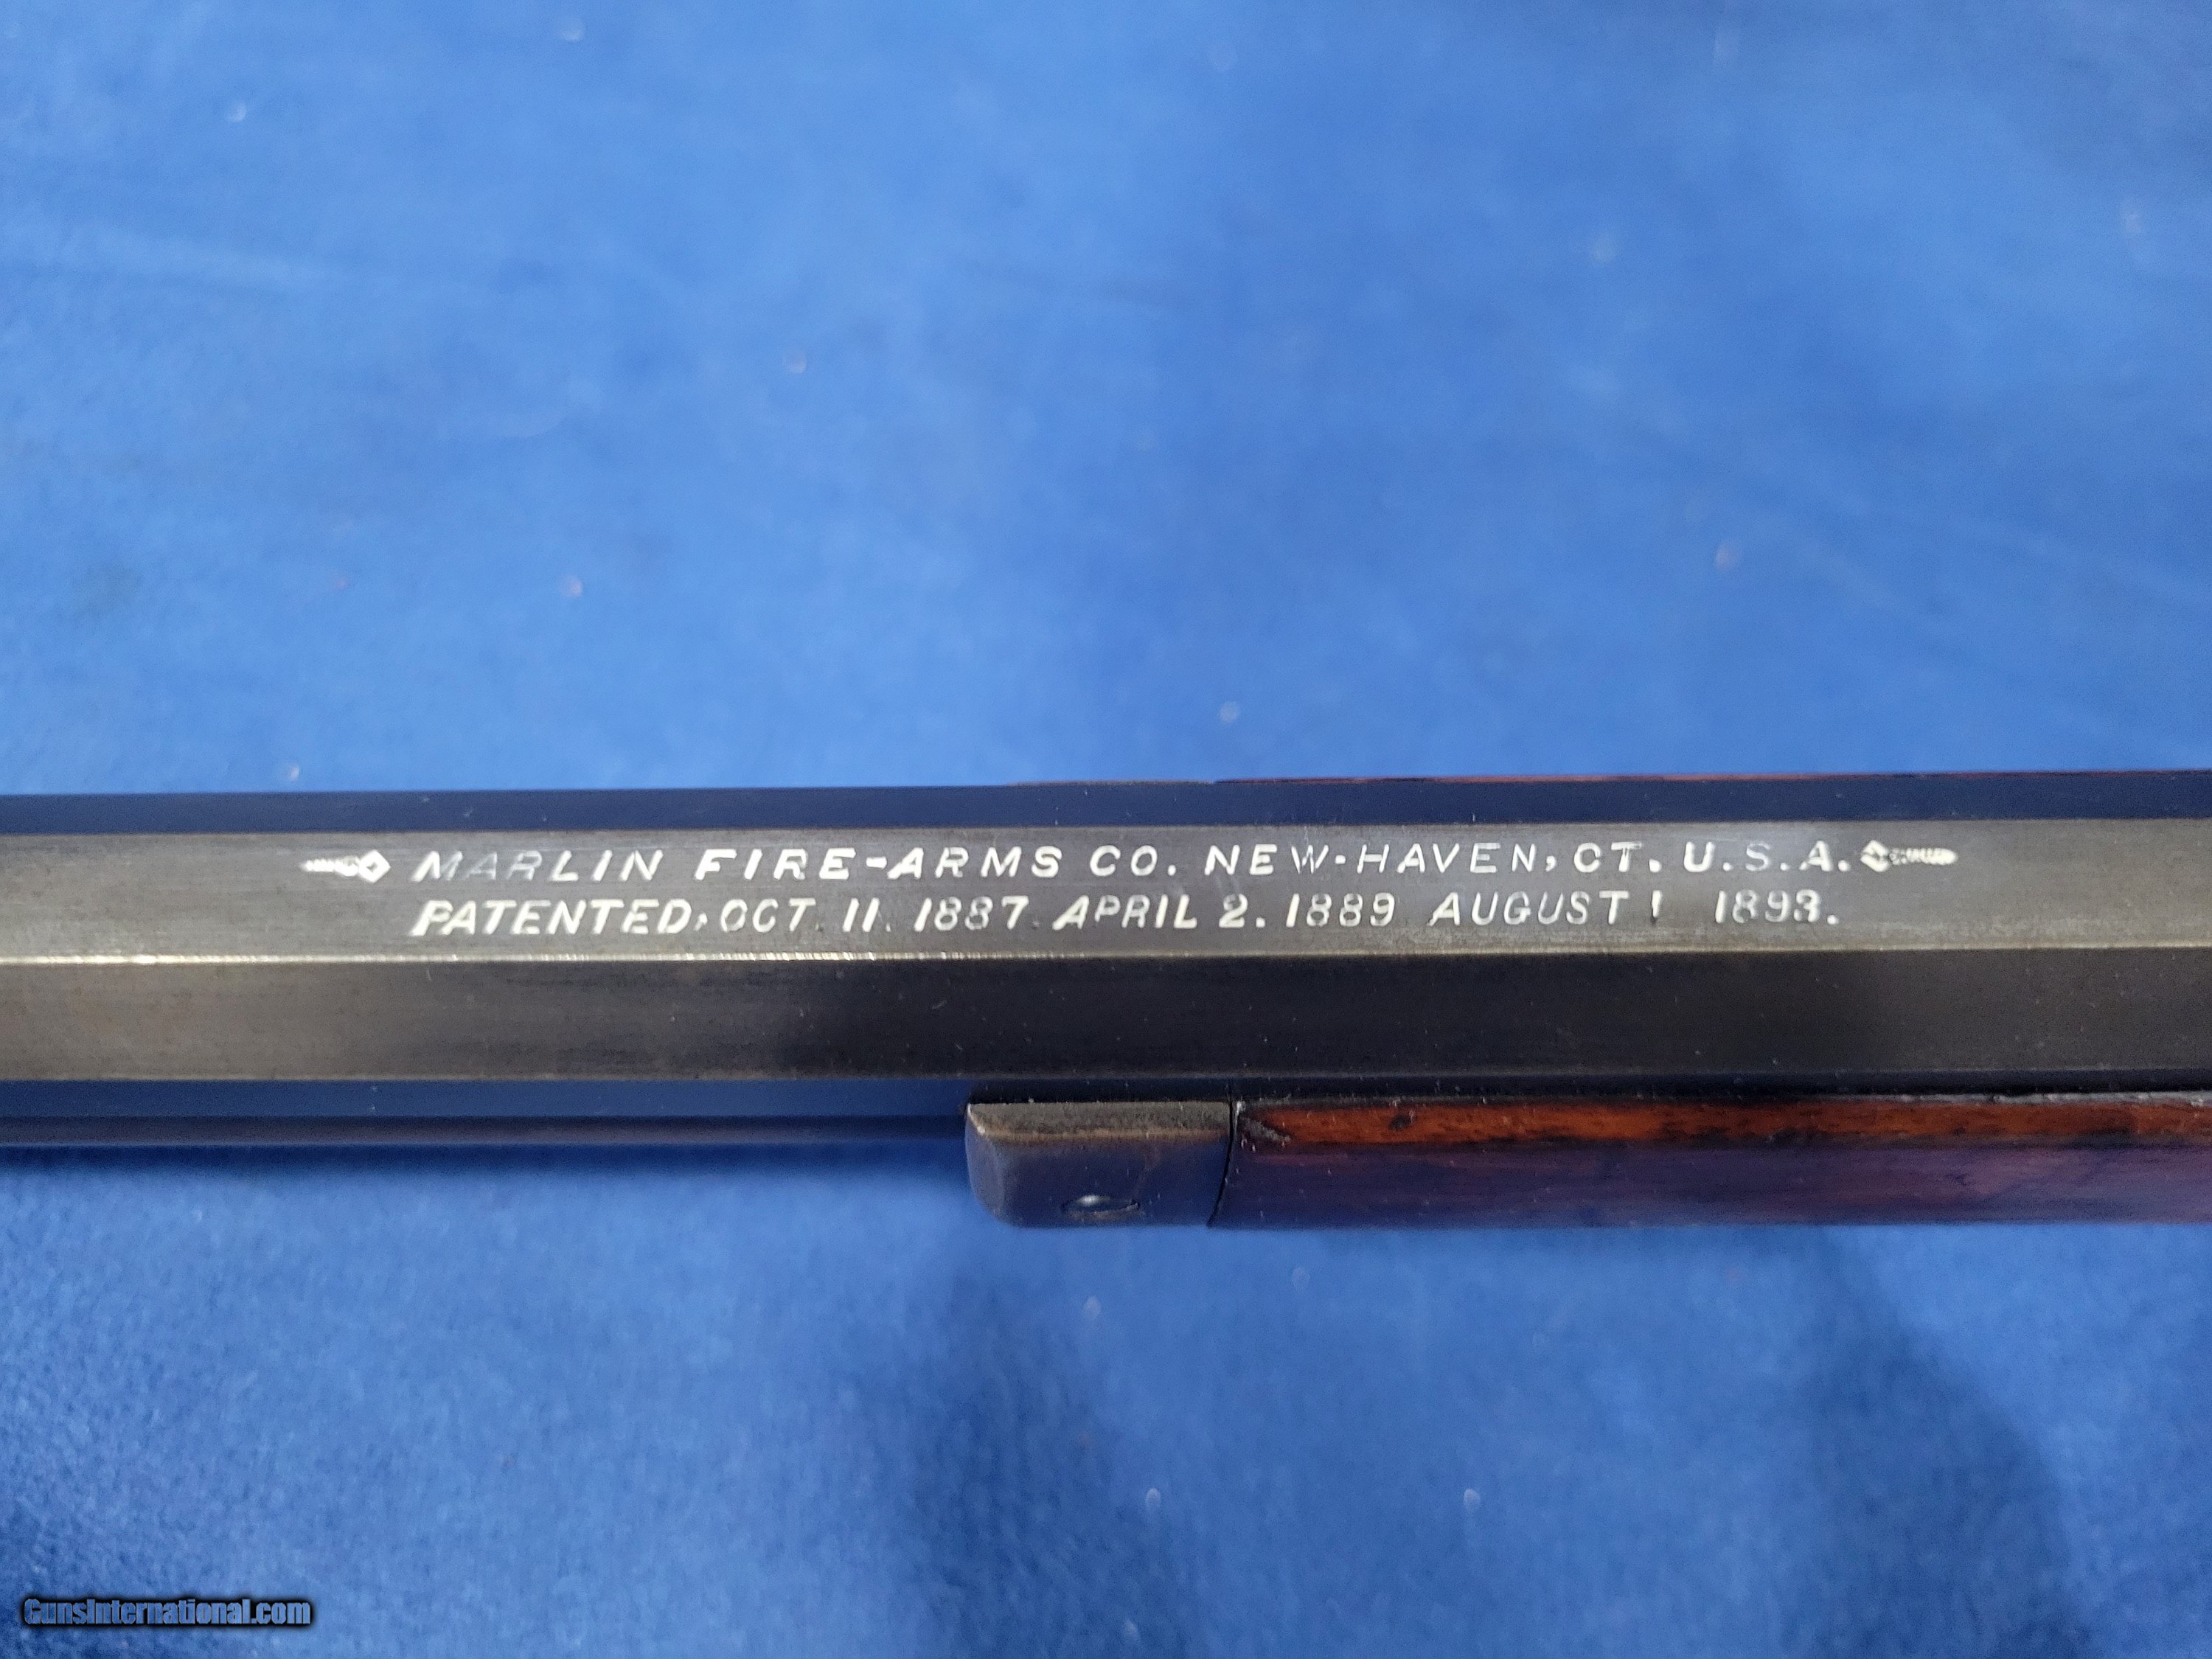 MARLIN FIRE-ARMS CO. NEW-HAVEN, CT. U.S.A.
PATENTED, OCT. 11. 1887. APRIL 2. 1889 AUGUST 1 1893.
GunsInternational.com